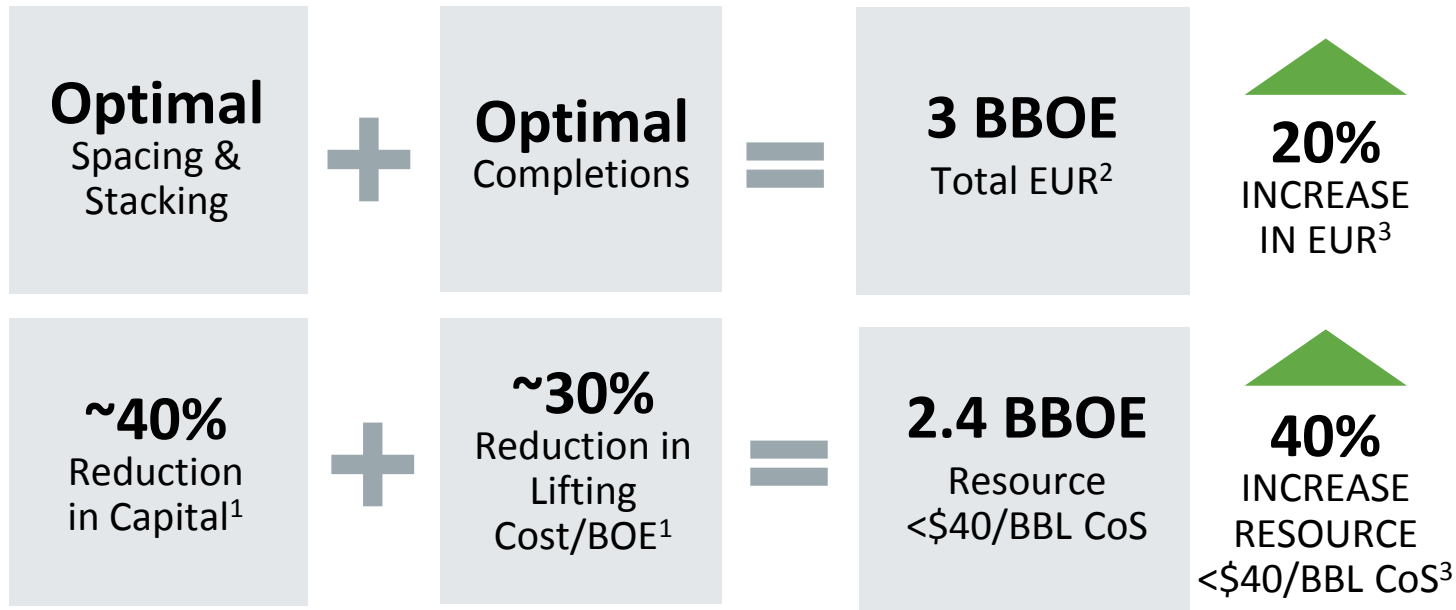 Optimal
Spacing &
Stacking
+
Optimal
Completions
=
3 BBOE
Total EUR²
20%
INCREASE
IN EUR³
~40%
Reduction
in Capital¹
+
~30%
Reduction in
Lifting
Cost/BOE¹
=
2.4 BBOE
Resource
<$40/BBL CoS
40%
INCREASE
RESOURCE
<$40/BBL CoS³